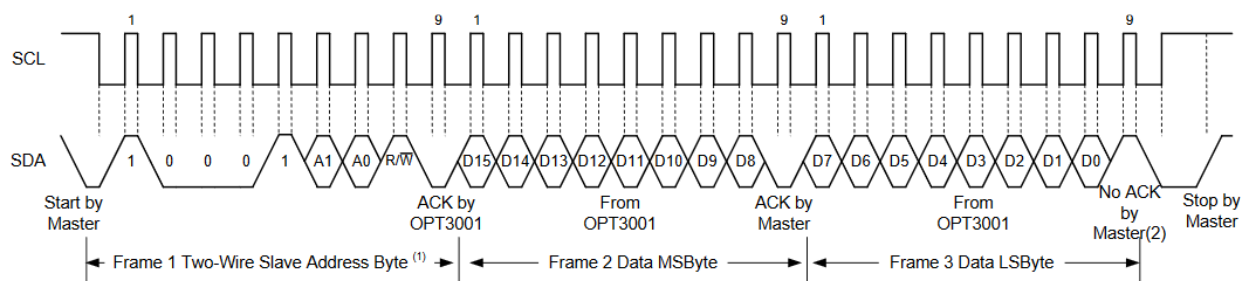 1 9 1 9 1 9
SCL
SDA 1 0 0 0 1 A1 A0 R/W̅ D15 D14 D13 D12 D11 D10 D9 D8 D7 D6 D5 D4 D3 D2 D1 D0
Start by
Master
ACK by
OPT3001
From
OPT3001
ACK by
Master
From
OPT3001
No ACK
by
Master(2)
Stop by
Master
Frame 1 Two-Wire Slave Address Byte (1)
Frame 2 Data MSByte
Frame 3 Data LSByte